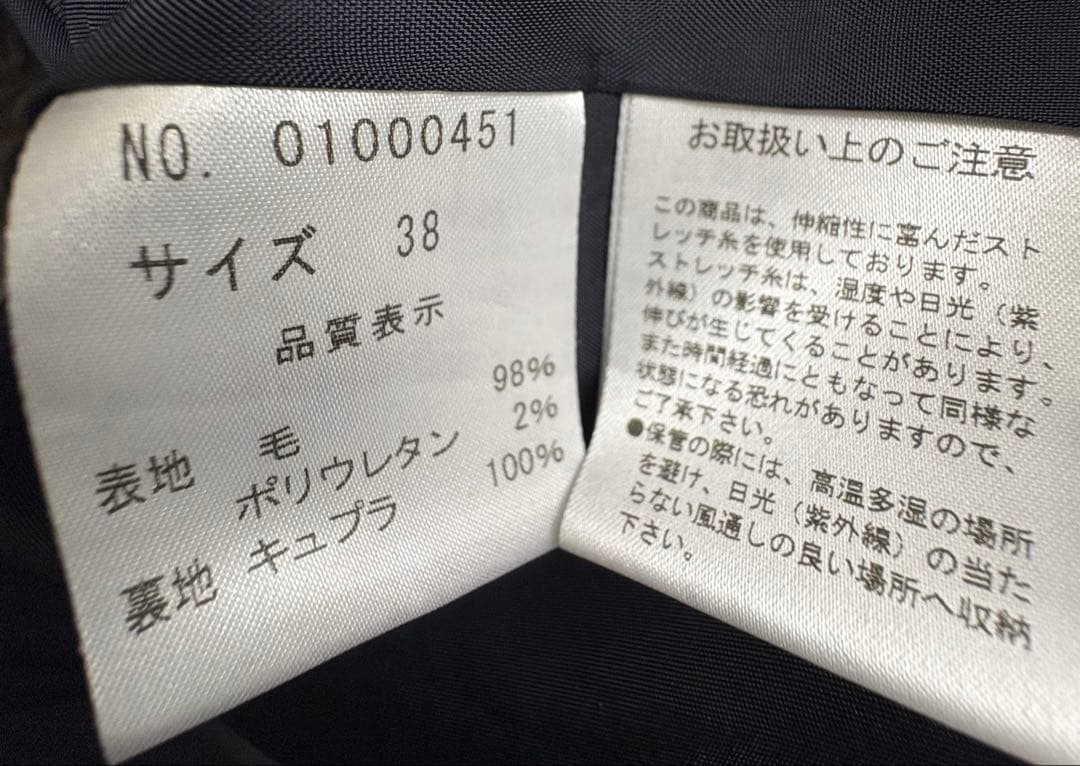 NO. 01000451
サイズ 38
品質表示
表地 毛 98%
ポリウレタン 2%
裏地 キュプラ 100%
お取扱い上のご注意
この商品は、伸縮性に富んだスト
レッチ糸を使用しております。
ストレッチ糸は、湿度や日光（紫
外線）の影響を受けることにより、
伸びが生じてくることがあります。
また時間経過にともなって同様な
状態になる恐れがありますので、
ご了承下さい。
●保管の際には、高温多湿の場所
を避け、日光（紫外線）の当た
らない風通しの良い場所へ収納
下さい。